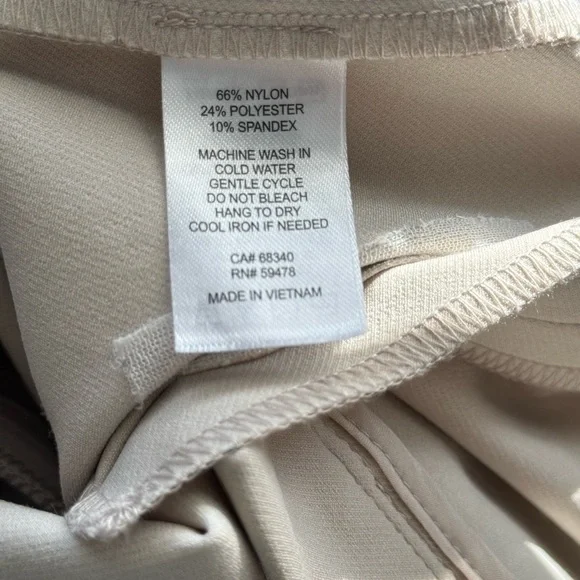 66% NYLON
24% POLYESTER
10% SPANDEX
MACHINE WASH IN
COLD WATER
GENTLE CYCLE
DO NOT BLEACH
HANG TO DRY
COOL IRON IF NEEDED
CA# 68340
RN# 59478
MADE IN VIETNAM